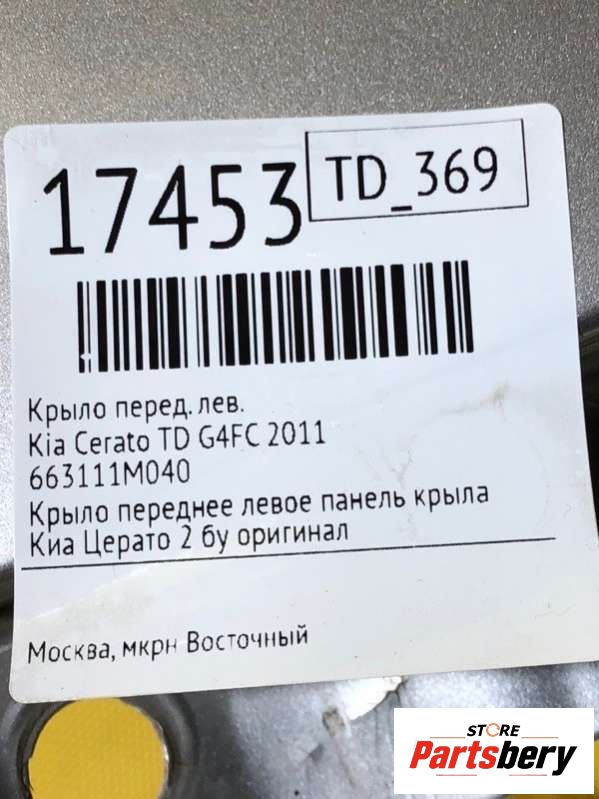 17453
TD_369
Крыло перед. лев.
Kia Cerato TD G4FC 2011
663111M040
Крыло переднее левое панель крыла
Киа Церато 2 бу оригинал
Москва, мкрн Восточный
STORE
Partsbery